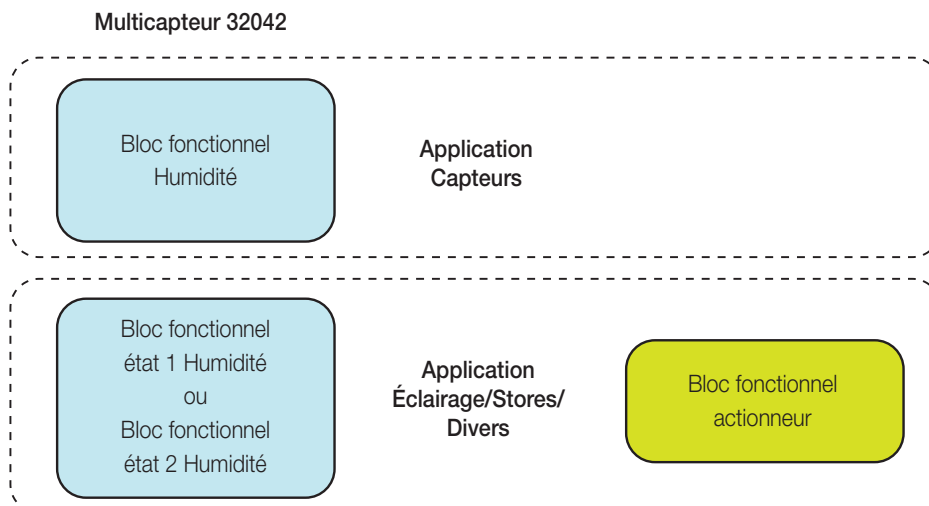 Multicapteur 32042
Bloc fonctionnel
Humidité
Application
Capteurs
Bloc fonctionnel
état 1 Humidité
ou
Bloc fonctionnel
état 2 Humidité
Application
Éclairage/Stores/
Divers
Bloc fonctionnel
actionneur